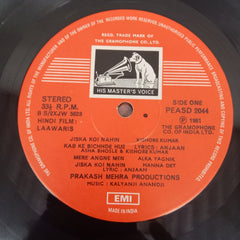 REGD. TRADE MARK OF
THE GRAMOPHONE CO. LTD.
HIS MASTER'S VOICE
STEREO
33⅓ R.P.M.
SIDE ONE
PEASD 2044
HINDI FILM:
LAAWARIS
℗ 1981
THE GRAMOPHONE
CO. OF INDIA LTD.
JISKA KOI NAHIN KISHORE KUMAR
KAB KE BICHHDE HUE LYRICS: ANJAAN
ASHA BHOSLE & KISHORE KUMAR
MERE ANGNE MEIN ALKA YAGNIK
JISKA KOI NAHIN MANNA DEY
LYRIC: ANJAAN
PRAKASH MEHRA PRODUCTIONS
MUSIC: KALYANJI ANANDJI
EMI
MADE IN INDIA